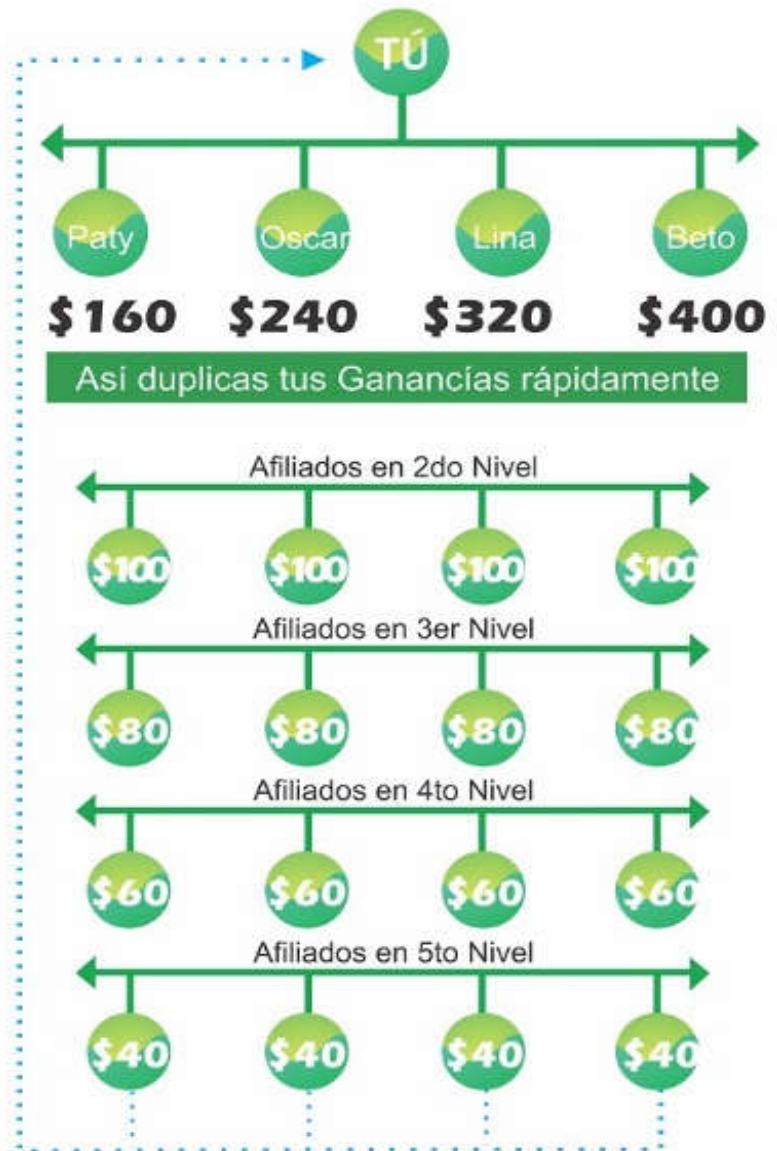 TÚ
Paty Oscar Lina Beto
$160 $240 $320 $400
Así duplicas tus Ganancías rápidamente
Afiliados en 2do Nivel
$100 $100 $100 $100
Afiliados en 3er Nivel
$80 $80 $80 $80
Afiliados en 4to Nivel
$60 $60 $60 $60
Afiliados en 5to Nivel
$40 $40 $40 $40